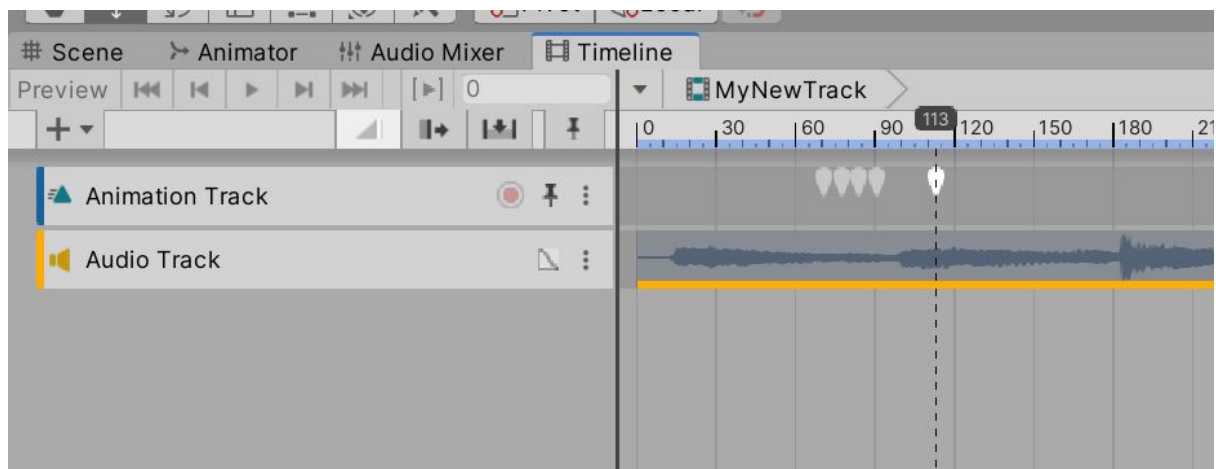 Scene Animator Audio Mixer Timeline
Preview 0 MyNewTrack
0 30 60 90 113 120 150 180
Animation Track
Audio Track